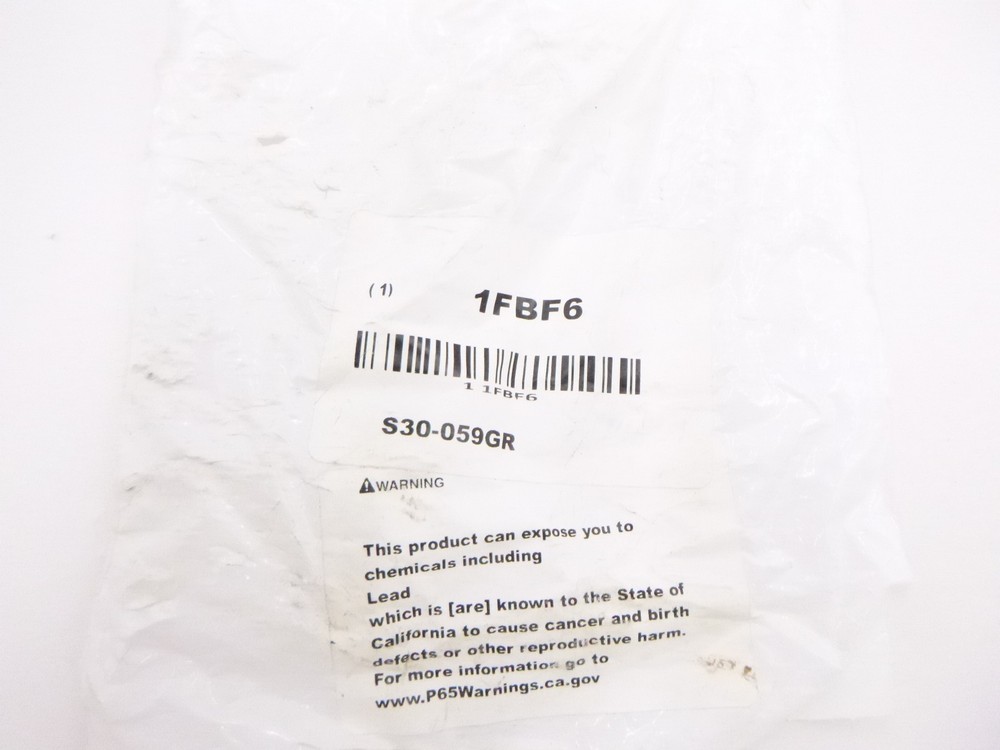 (1) 1FBF6
1 1FBF6
S30-059GR
WARNING
This product can expose you to
chemicals including
Lead
which is [are] known to the State of
California to cause cancer and birth
defects or other reproductive harm.
For more information go to
www.P65Warnings.ca.gov